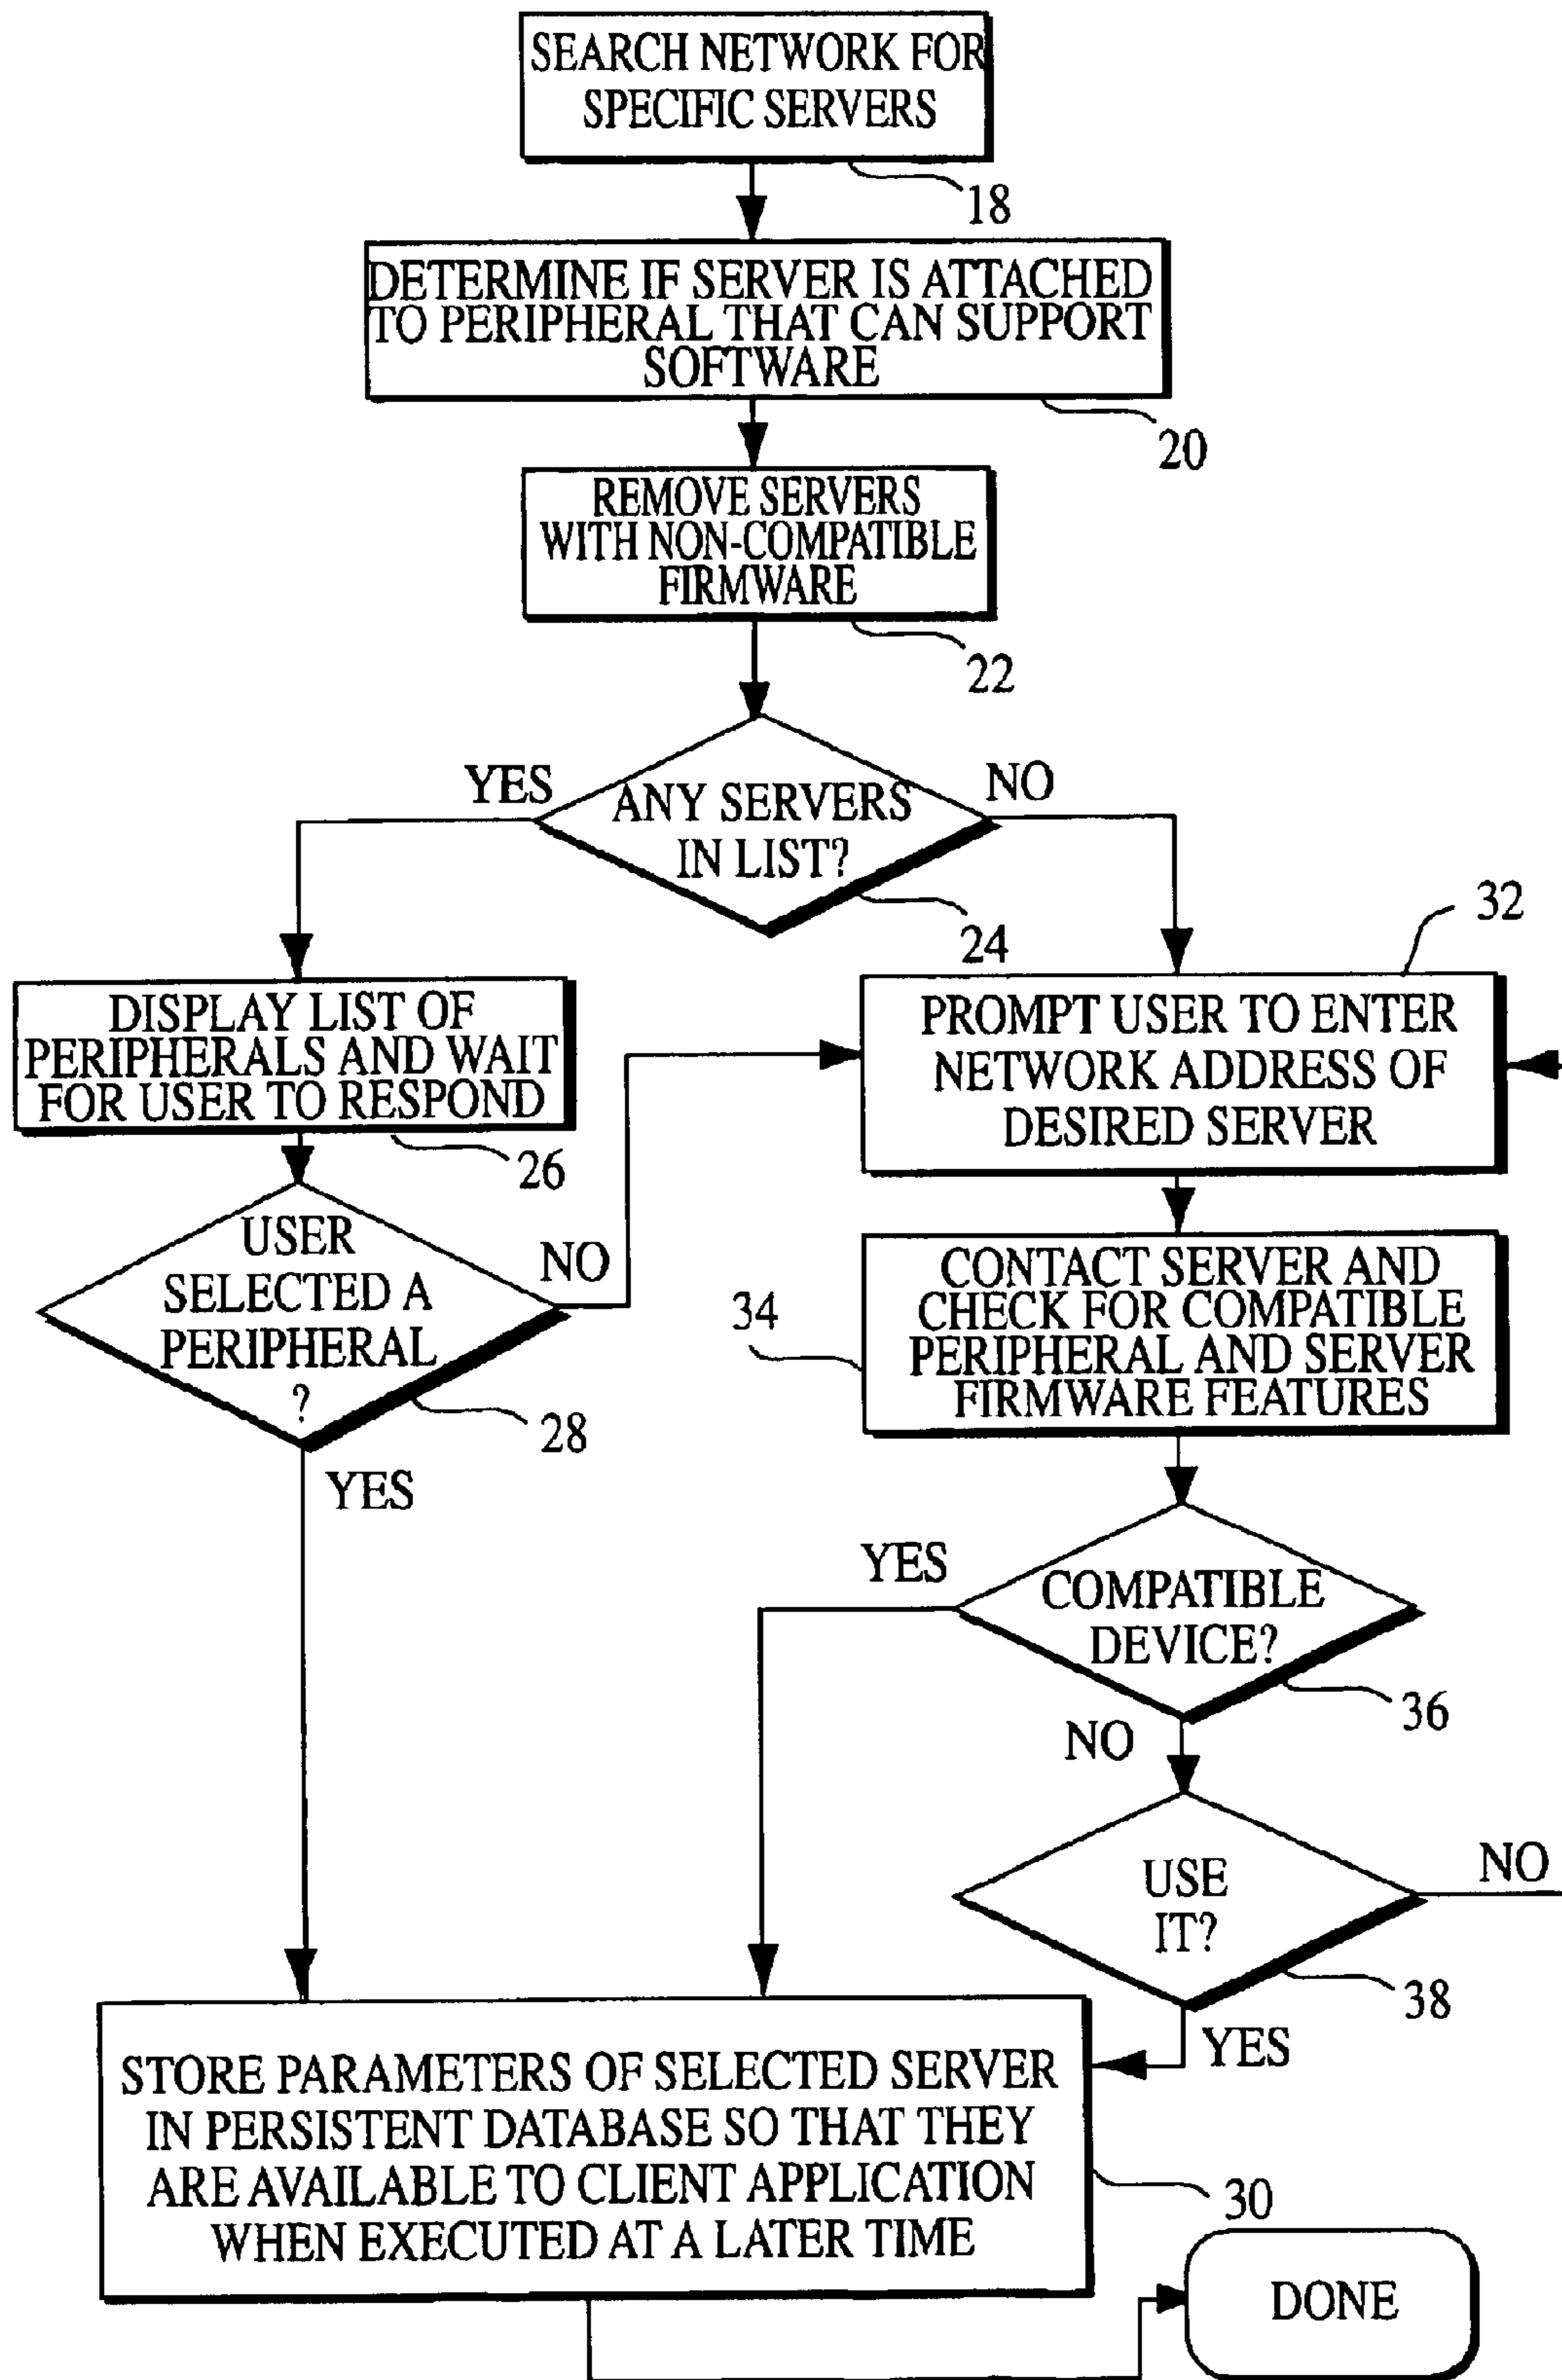 SEARCH NETWORK FOR
SPECIFIC SERVERS
18
DETERMINE IF SERVER IS ATTACHED
TO PERIPHERAL THAT CAN SUPPORT
SOFTWARE
20
REMOVE SERVERS
WITH NON-COMPATIBLE
FIRMWARE
22
YES
ANY SERVERS
IN LIST?
NO
24
DISPLAY LIST OF
PERIPHERALS AND WAIT
FOR USER TO RESPOND
26
32
PROMPT USER TO ENTER
NETWORK ADDRESS OF
DESIRED SERVER
USER
SELECTED A
PERIPHERAL
?
NO
28
YES
34
CONTACT SERVER AND
CHECK FOR COMPATIBLE
PERIPHERAL AND SERVER
FIRMWARE FEATURES
YES
COMPATIBLE
DEVICE?
36
NO
USE
IT?
NO
38
YES
STORE PARAMETERS OF SELECTED SERVER
IN PERSISTENT DATABASE SO THAT THEY
ARE AVAILABLE TO CLIENT APPLICATION
WHEN EXECUTED AT A LATER TIME
30
DONE